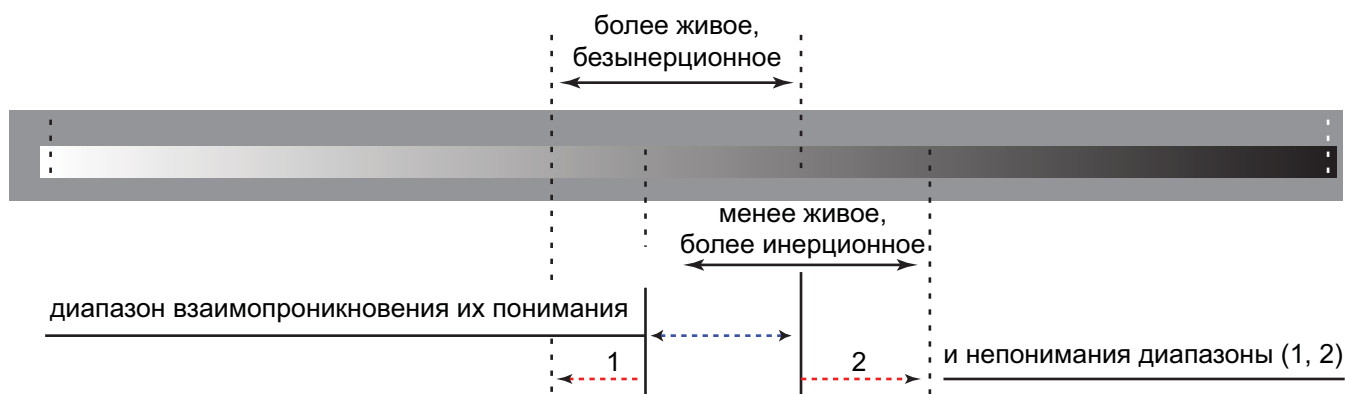 более живое,
безынерционное
менее живое,
более инерционное
диапазон взаимопроникновения их понимания
1
2
и непонимания диапазоны (1, 2)